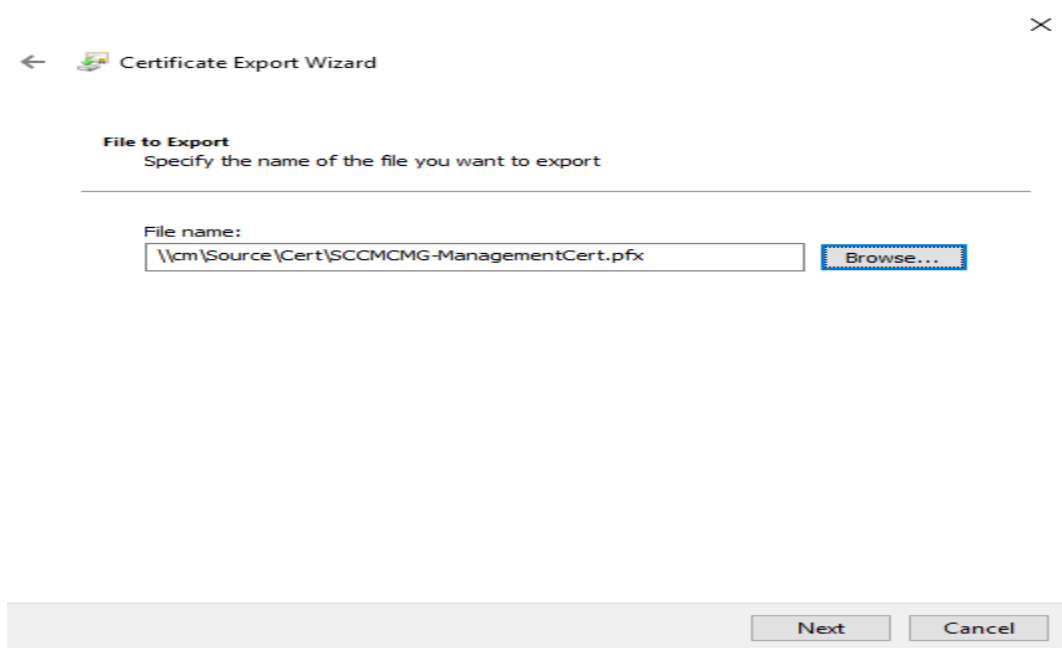 Certificate Export Wizard
File to Export
Specify the name of the file you want to export
File name:
\\cm\Source\Cert\SCCMCMG-ManagementCert.pfx
Browse...
Next
Cancel